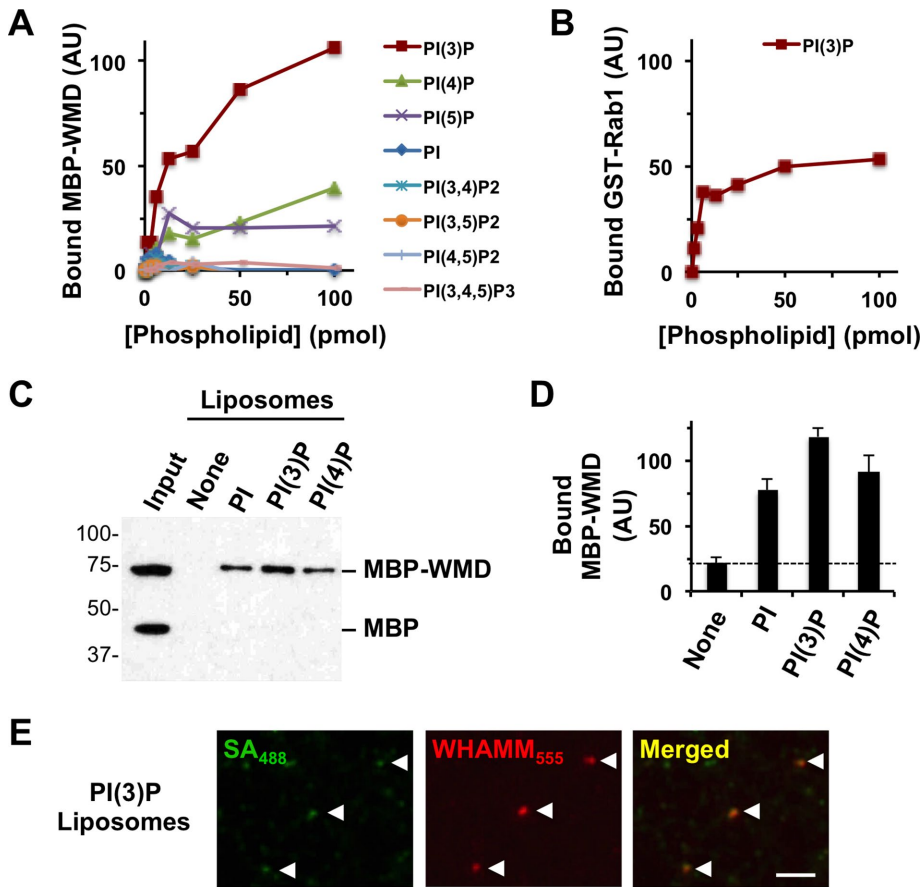 A
Bound MBP-WMD (AU)
100
50
0
0
50
100
[Phospholipid] (pmol)
PI(3)P
PI(4)P
PI(5)P
PI
PI(3,4)P2
PI(3,5)P2
PI(4,5)P2
PI(3,4,5)P3
B
Bound GST-Rab1 (AU)
100
50
0
0
50
100
[Phospholipid] (pmol)
PI(3)P
C
Liposomes
Input
None
PI
PI(3)P
PI(4)P
100-
75-
50-
37-
MBP-WMD
MBP
D
Bound
MBP-WMD
(AU)
100
50
0
None
PI
PI(3)P
PI(4)P
E
PI(3)P
Liposomes
SA488
WHAMM555
Merged